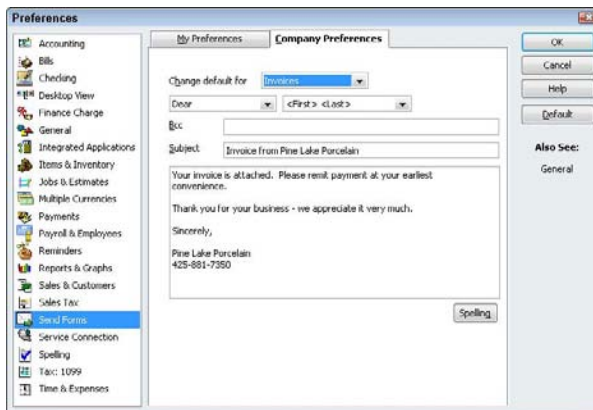 Preferences
Accounting
Bills
Checking
Desktop View
Finance Charge
General
Integrated Applications
Items & Inventory
Jobs & Estimates
Multiple Currencies
Payments
Payroll & Employees
Reminders
Reports & Graphs
Sales & Customers
Sales Tax
Send Forms
Service Connection
Spelling
Tax: 1099
Time & Expenses
My Preferences
Company Preferences
Change default for Invoices
Dear <First> <Last>
Bcc
Subject Invoice from Pine Lake Porcelain
Your invoice is attached. Please remit payment at your earliest
convenience.
Thank you for your business - we appreciate it very much.
Sincerely,
Pine Lake Porcelain
425-881-7350
Spelling
OK
Cancel
Help
Default
Also See:
General